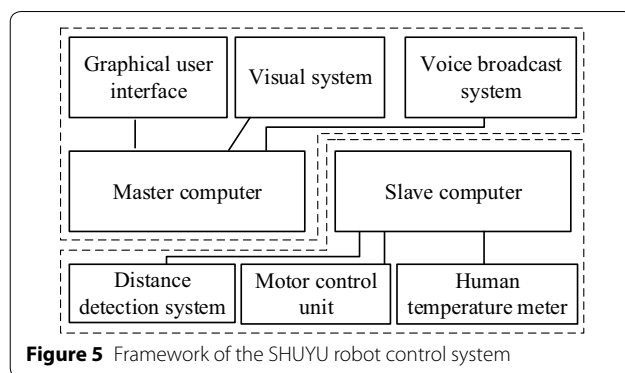 Graphical user
interface
Visual system
Voice broadcast
system
Master computer
Slave computer
Distance
detection system
Motor control
unit
Human
temperature meter
Figure 5 Framework of the SHUYU robot control system